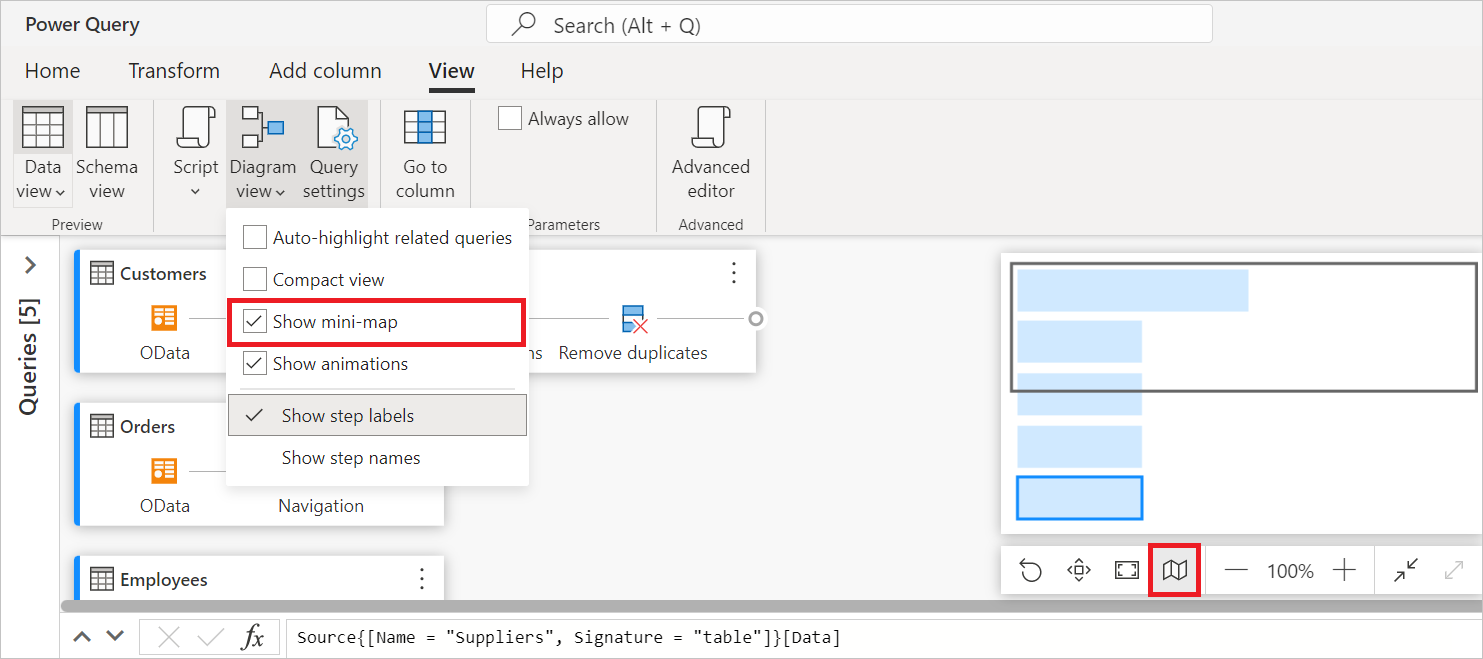 Power Query
Search (Alt + Q)
Home Transform Add column View Help
Data view
Schema view
Script
Diagram view
Query settings
Go to column
Always allow
Advanced editor
Preview
Parameters
Advanced
Auto-highlight related queries
Compact view
Show mini-map
Show animations
Show step labels
Show step names
Queries [5]
Customers
OData
Remove duplicates
Orders
OData
Navigation
Employees
100%
fx
Source{[Name = "Suppliers", Signature = "table"]}[Data]